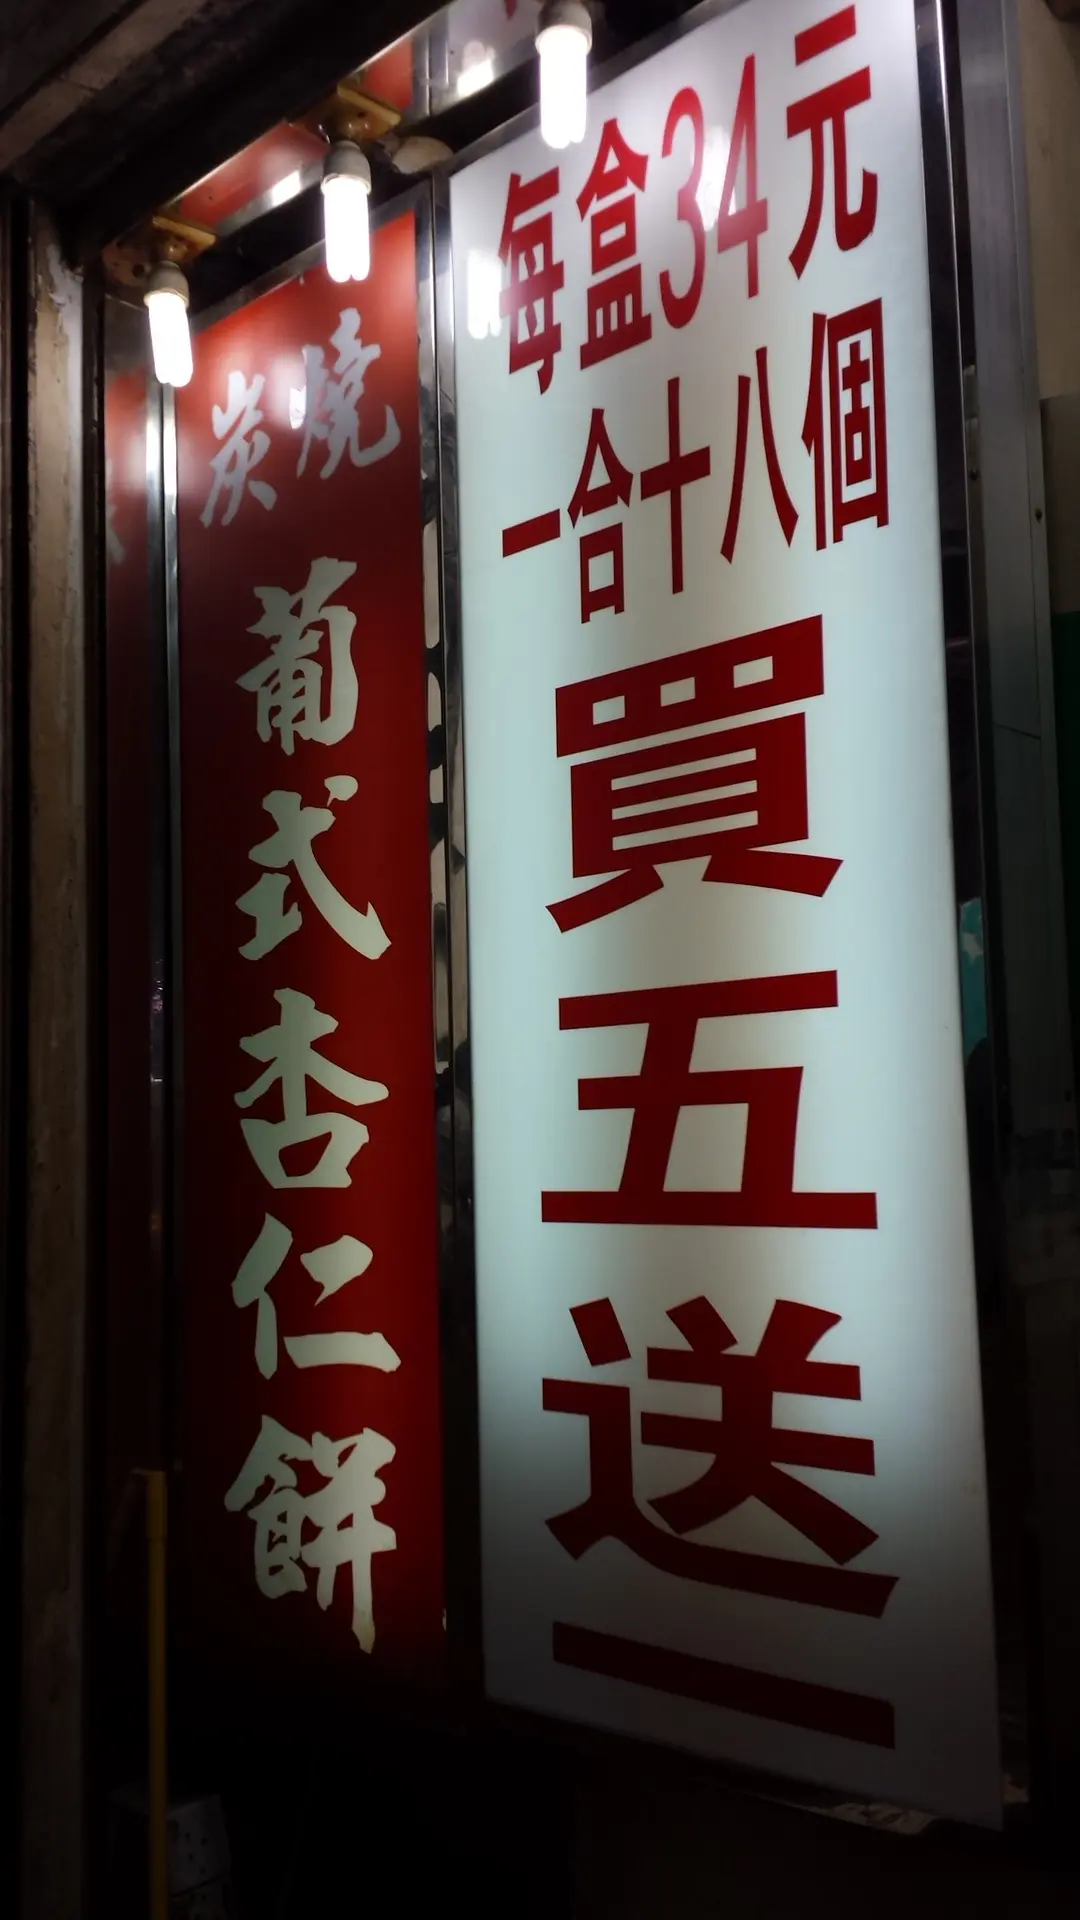 每盒34元
一合十八個
買五送一
炭燒
葡式杏仁餅